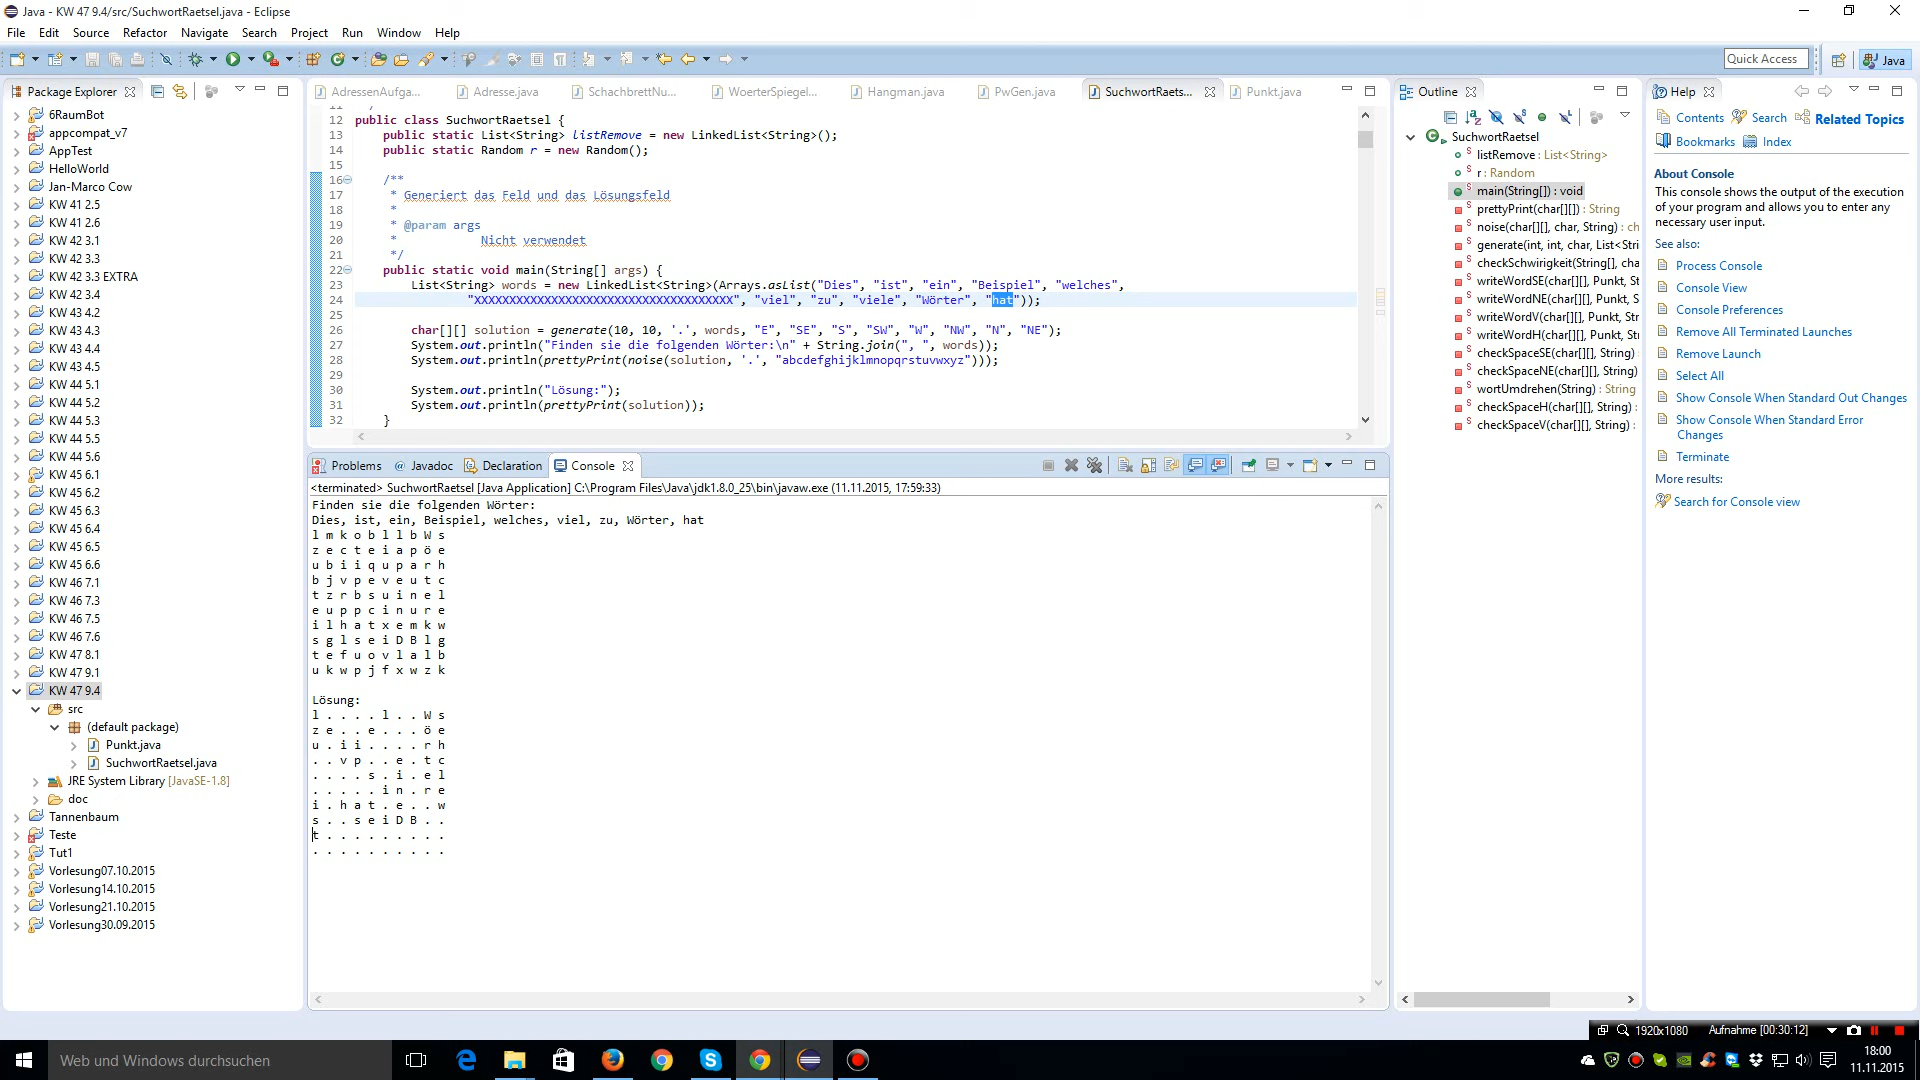 Java - KW 47 9.4/src/SuchwortRaetsel.java - Eclipse
File Edit Source Refactor Navigate Search Project Run Window Help
Quick Access Java
Package Explorer
6RaumBot
appcompat_v7
AppTest
HelloWorld
Jan-Marco Cow
KW 41 2.5
KW 41 2.6
KW 42 3.1
KW 42 3.3
KW 42 3.3 EXTRA
KW 42 3.4
KW 43 4.2
KW 43 4.3
KW 43 4.4
KW 43 4.5
KW 44 5.1
KW 44 5.2
KW 44 5.3
KW 44 5.5
KW 44 5.6
KW 45 6.1
KW 45 6.2
KW 45 6.3
KW 45 6.4
KW 45 6.5
KW 45 6.6
KW 46 7.1
KW 46 7.3
KW 46 7.5
KW 46 7.6
KW 47 8.1
KW 47 9.1
KW 47 9.4
src
(default package)
Punkt.java
SuchwortRaetsel.java
JRE System Library [JavaSE-1.8]
doc
Tannenbaum
Teste
Tut1
Vorlesung07.10.2015
Vorlesung14.10.2015
Vorlesung21.10.2015
Vorlesung30.09.2015
AdressenAufga... Adresse.java SchachbrettNu... WoerterSpiegel... Hangman.java PwGen.java SuchwortRaets... Punkt.java
12 public class SuchwortRaetsel {
13 public static List<String> listRemove = new LinkedList<String>();
14 public static Random r = new Random();
15
16 /**
17 * Generiert das Feld und das Lösungsfeld
18 *
19 * @param args
20 * Nicht verwendet
21 */
22 public static void main(String[] args) {
23 List<String> words = new LinkedList<String>(Arrays.asList("Dies", "ist", "ein", "Beispiel", "welches",
24 "XXXXXXXXXXXXXXXXXXXXXXXXXXXXXXXXXXXXX", "viel", "zu", "viele", "Wörter", "hat"));
25
26 char[][] solution = generate(10, 10, '.', words, "E", "SE", "S", "SW", "W", "NW", "N", "NE");
27 System.out.println("Finden sie die folgenden Wörter:\n" + String.join(", ", words));
28 System.out.println(prettyPrint(noise(solution, '.', "abcdefghijklmnopqrstuvwxyz")));
29
30 System.out.println("Lösung:");
31 System.out.println(prettyPrint(solution));
32 }
Problems Javadoc Declaration Console
<terminated> SuchwortRaetsel [Java Application] C:\Program Files\Java\jdk1.8.0_25\bin\javaw.exe (11.11.2015, 17:59:33)
Finden sie die folgenden Wörter:
Dies, ist, ein, Beispiel, welches, viel, zu, Wörter, hat
l m k o b l l b W s
z e c t e i a p ö e
u b i i q u p a r h
b j v p e v e u t c
t z r b s u i n e l
e u p p c i n u r e
i l h a t x e m k w
s g l s e i D B l g
t e f u o v l a l b
u k w p j f x w z k
Lösung:
l . . . . l . . W s
z e . . e . . . ö e
u . i i . . . . r h
. . v p . . e . t c
. . . . s . i . e l
. . . . . i n . r e
i . h a t . e . . w
s . . s e i D B . .
t . . . . . . . . .
. . . . . . . . . .
Outline
SuchwortRaetsel
listRemove : List<String>
r : Random
main(String[]) : void
prettyPrint(char[][]) : String
noise(char[][], char, String) : ch
generate(int, int, char, List<Stri
checkSchwirigkeit(String[], cha
writeWordSE(char[][], Punkt, St
writeWordNE(char[][], Punkt, S
writeWordV(char[][], Punkt, Str
writeWordH(char[][], Punkt, Str
checkSpaceSE(char[][], String)
checkSpaceNE(char[][], String)
wortUmdrehen(String) : String
checkSpaceH(char[][], String) :
checkSpaceV(char[][], String) :
Help
Contents Search Related Topics
Bookmarks Index
About Console
This console shows the output of the execution
of your program and allows you to enter any
necessary user input.
See also:
Process Console
Console View
Console Preferences
Remove All Terminated Launches
Remove Launch
Select All
Show Console When Standard Out Changes
Show Console When Standard Error
Changes
Terminate
More results:
Search for Console view
1920x1080 Aufnahme [00:30:12]
Web und Windows durchsuchen
18:00
11.11.2015